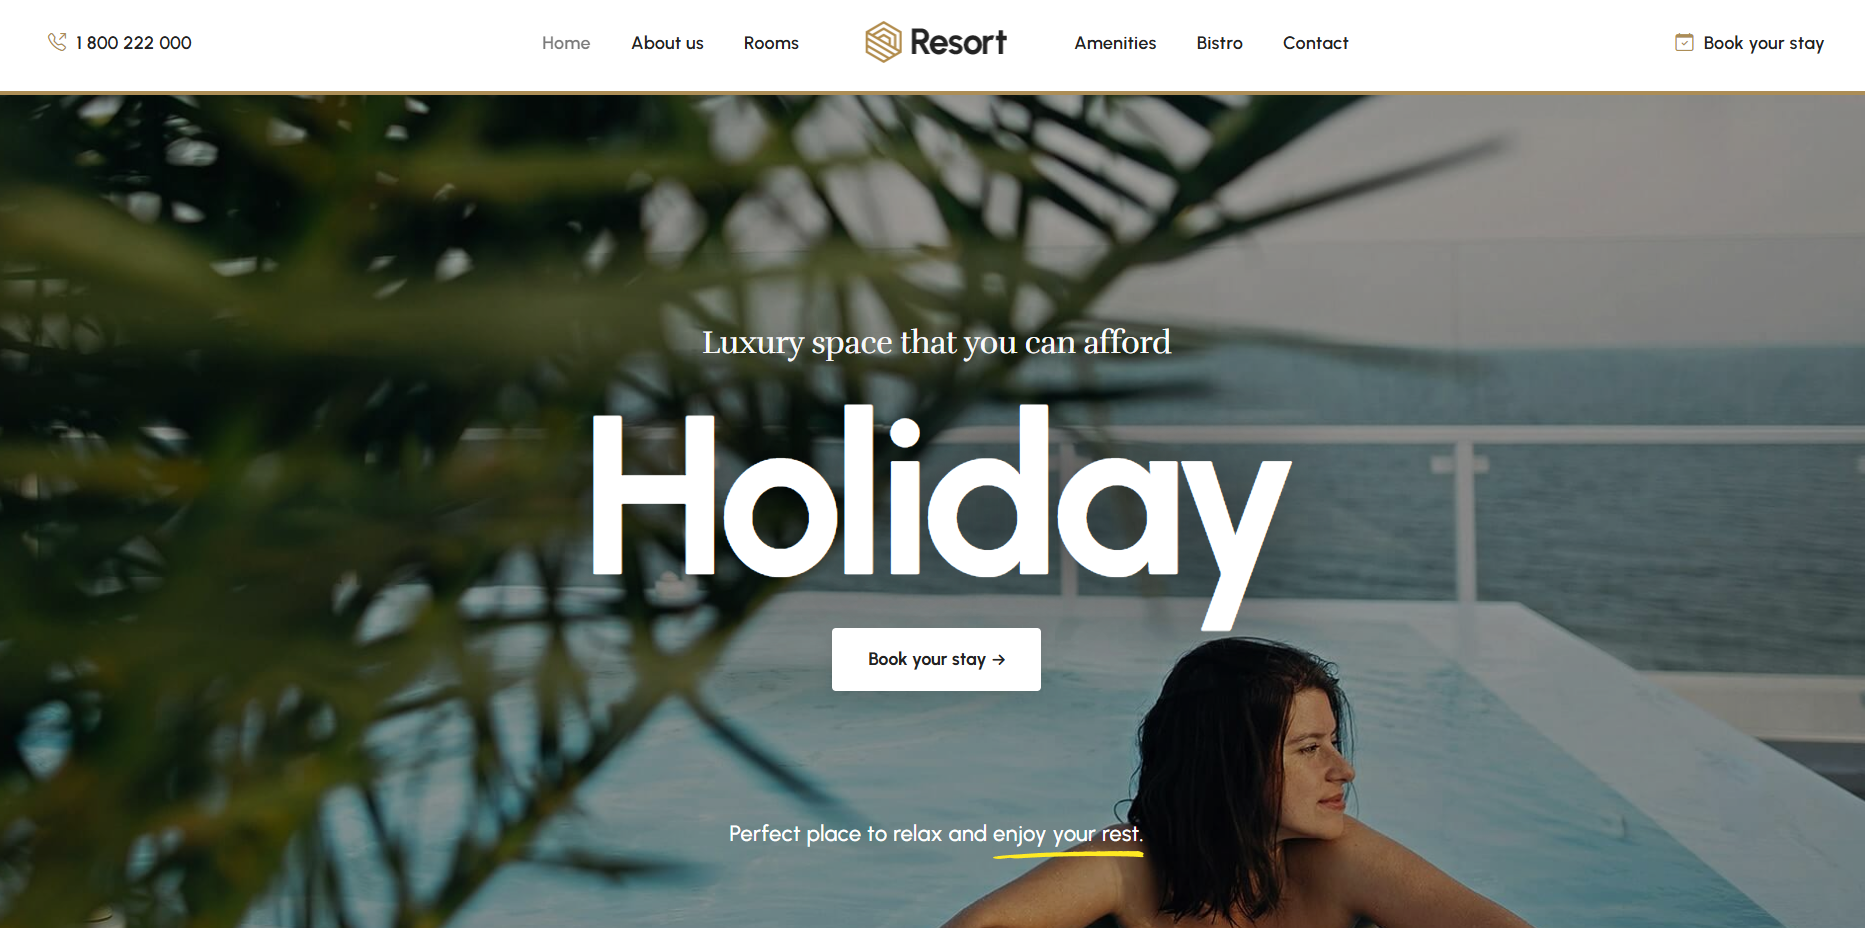 1 800 222 000
Home
About us
Rooms
Resort
Amenities
Bistro
Contact
Book your stay
Luxury space that you can afford
Holiday
Book your stay →
Perfect place to relax and enjoy your rest.